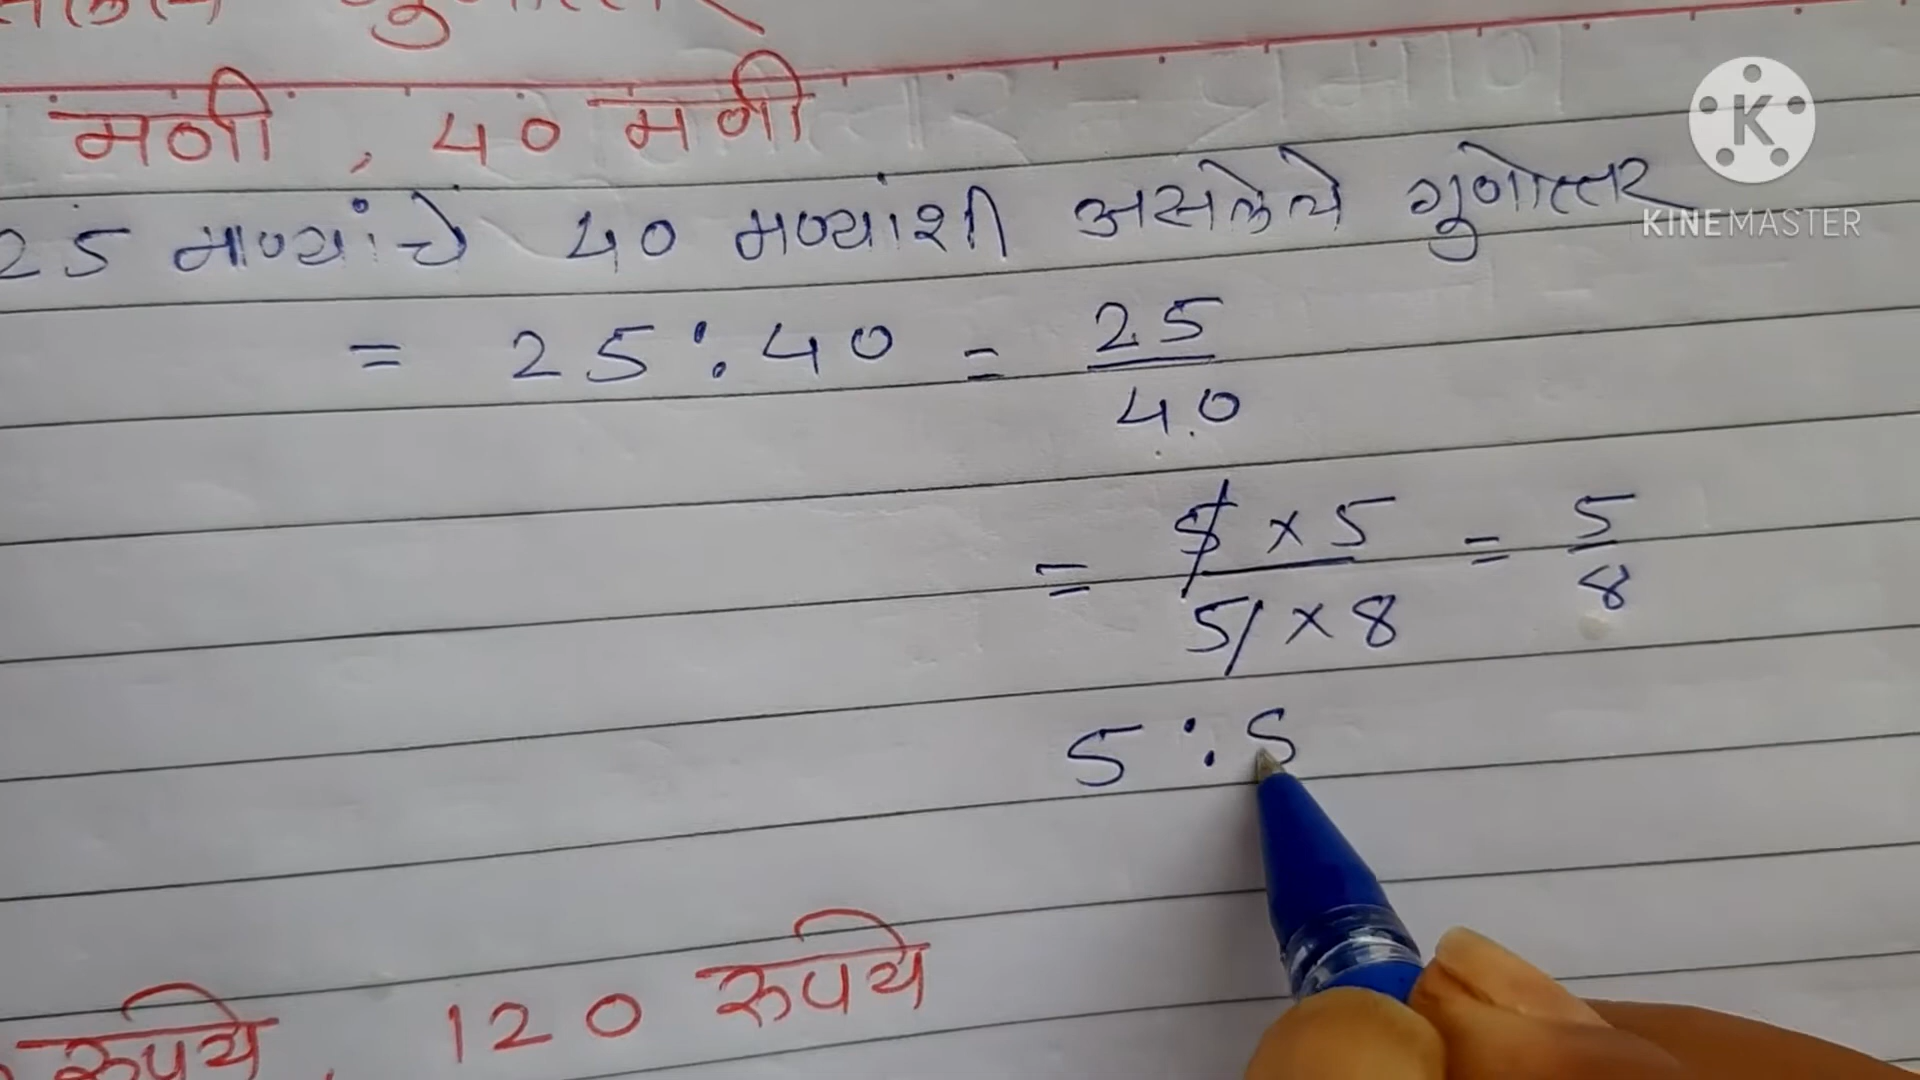 गुणोत्तर
मणी, 40 मणी
25 मण्यांचे 40 मण्यांशी असलेले गुणोत्तर
= 25 : 40 = 25/40
= 5 × 5 / 5 × 8 = 5/8
5 :
रुपये, 120 रुपये
K
KINEMASTER